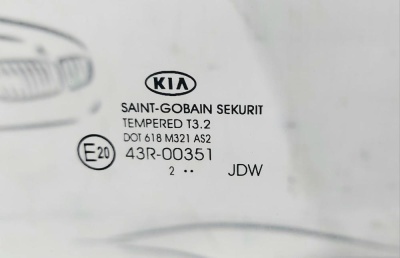 KIA
SAINT-GOBAIN SEKURIT
TEMPERED T3.2
DOT 618 M321 AS2
E20 43R-00351
2 •• JDW